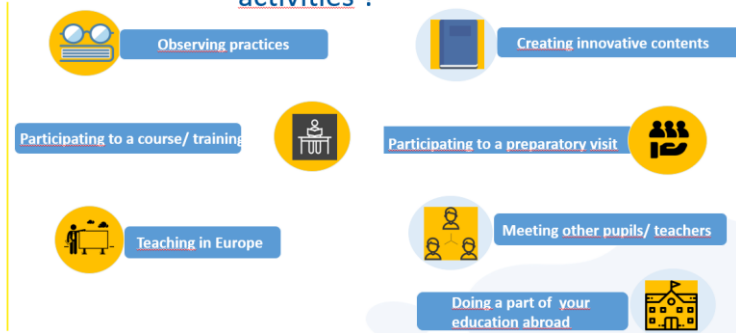 activities ?
Observing practices
Creating innovative contents
Participating to a course/ training
Participating to a preparatory visit
Teaching in Europe
Meeting other pupils/ teachers
Doing a part of your
education abroad